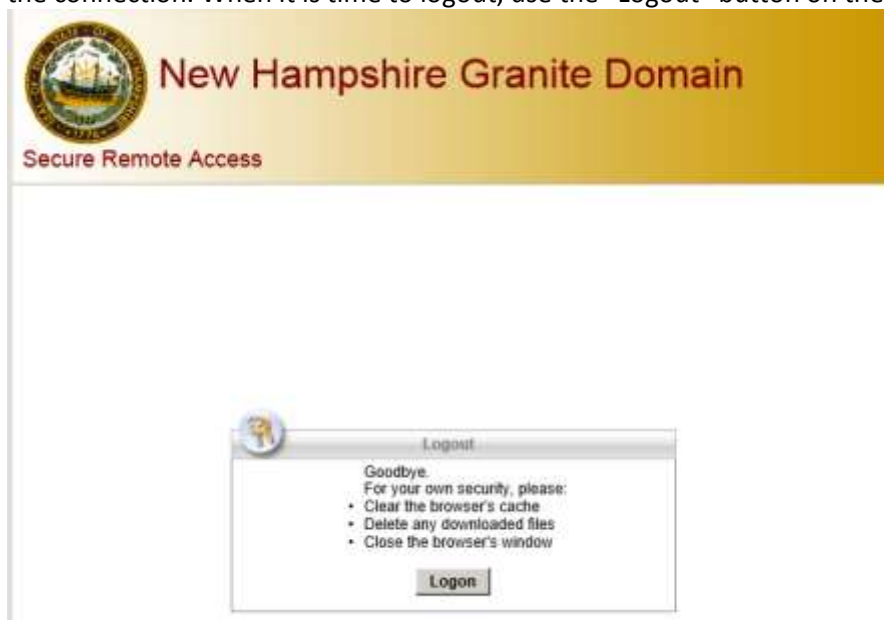 the connection. When it is time to logout, use the "Logout" button on the
New Hampshire Granite Domain
Secure Remote Access
Logout
Goodbye.
For your own security, please:
• Clear the browser's cache
• Delete any downloaded files
• Close the browser's window
Logon